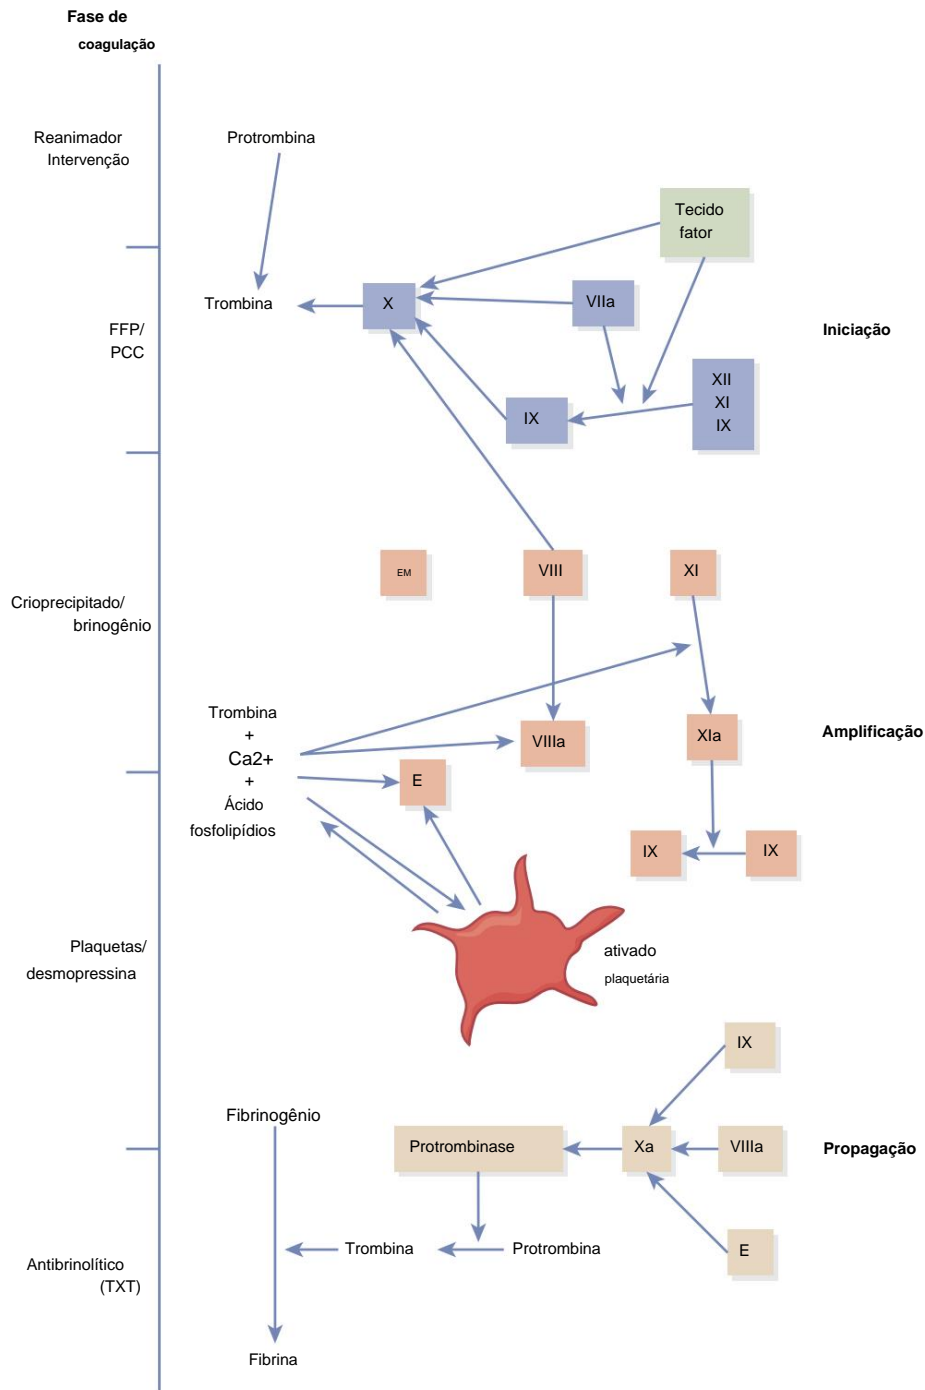 Fase de
coagulação
Reanimador
Intervenção
Protrombina
Tecido
fator
Trombina
X
VIIa
FFP/
PCC
Iniciação
XII
XI
IX
IX
EM
VIII
XI
Crioprecipitado/
brinogênio
Trombina
+
Ca2+
+
Ácido
fosfolipídios
VIIIa
XIa
Amplificação
E
IX
IX
Plaquetas/
desmopressina
ativado
plaquetária
IX
Fibrinogênio
Protrombinase
Xa
VIIIa
Propagação
Trombina
Protrombina
E
Antibrinolítico
(TXT)
Fibrina